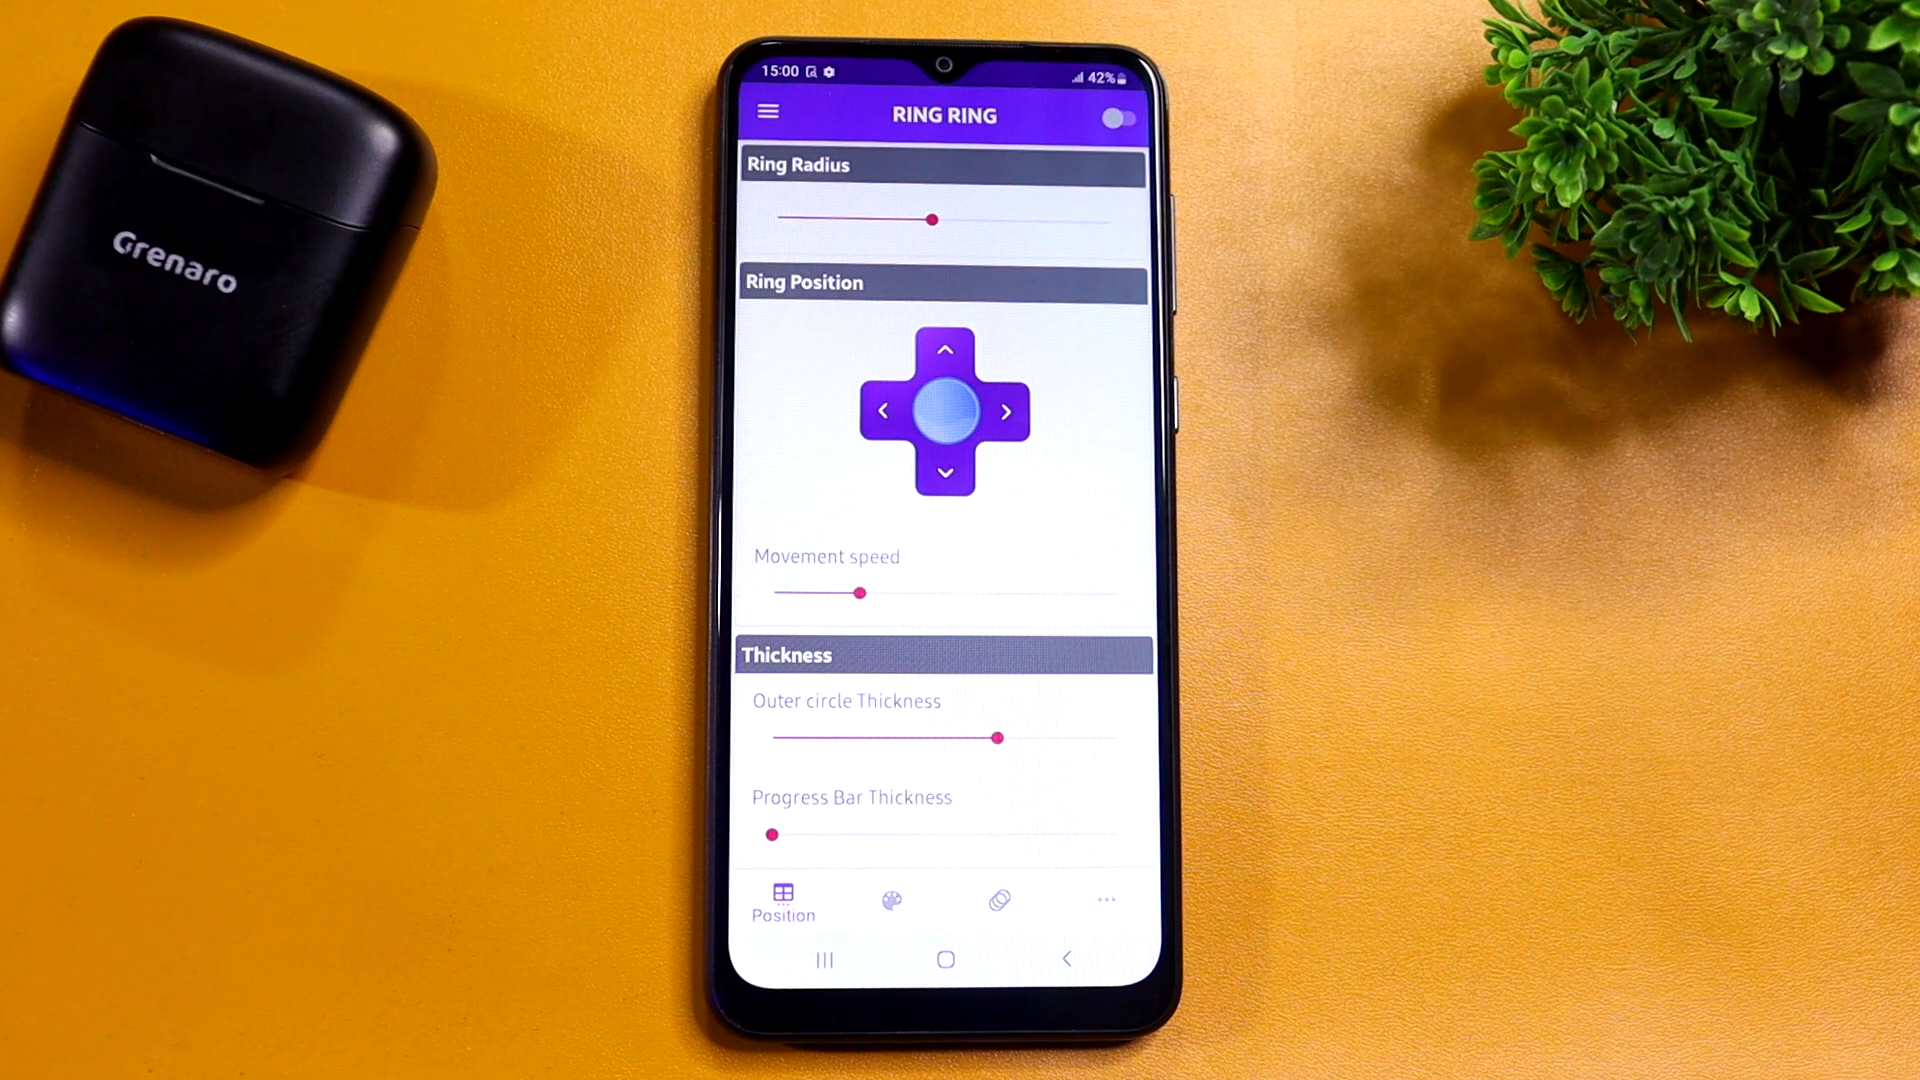 Grenaro
15:00
42%
RING RING
Ring Radius
Ring Position
Movement speed
Thickness
Outer circle Thickness
Progress Bar Thickness
Position